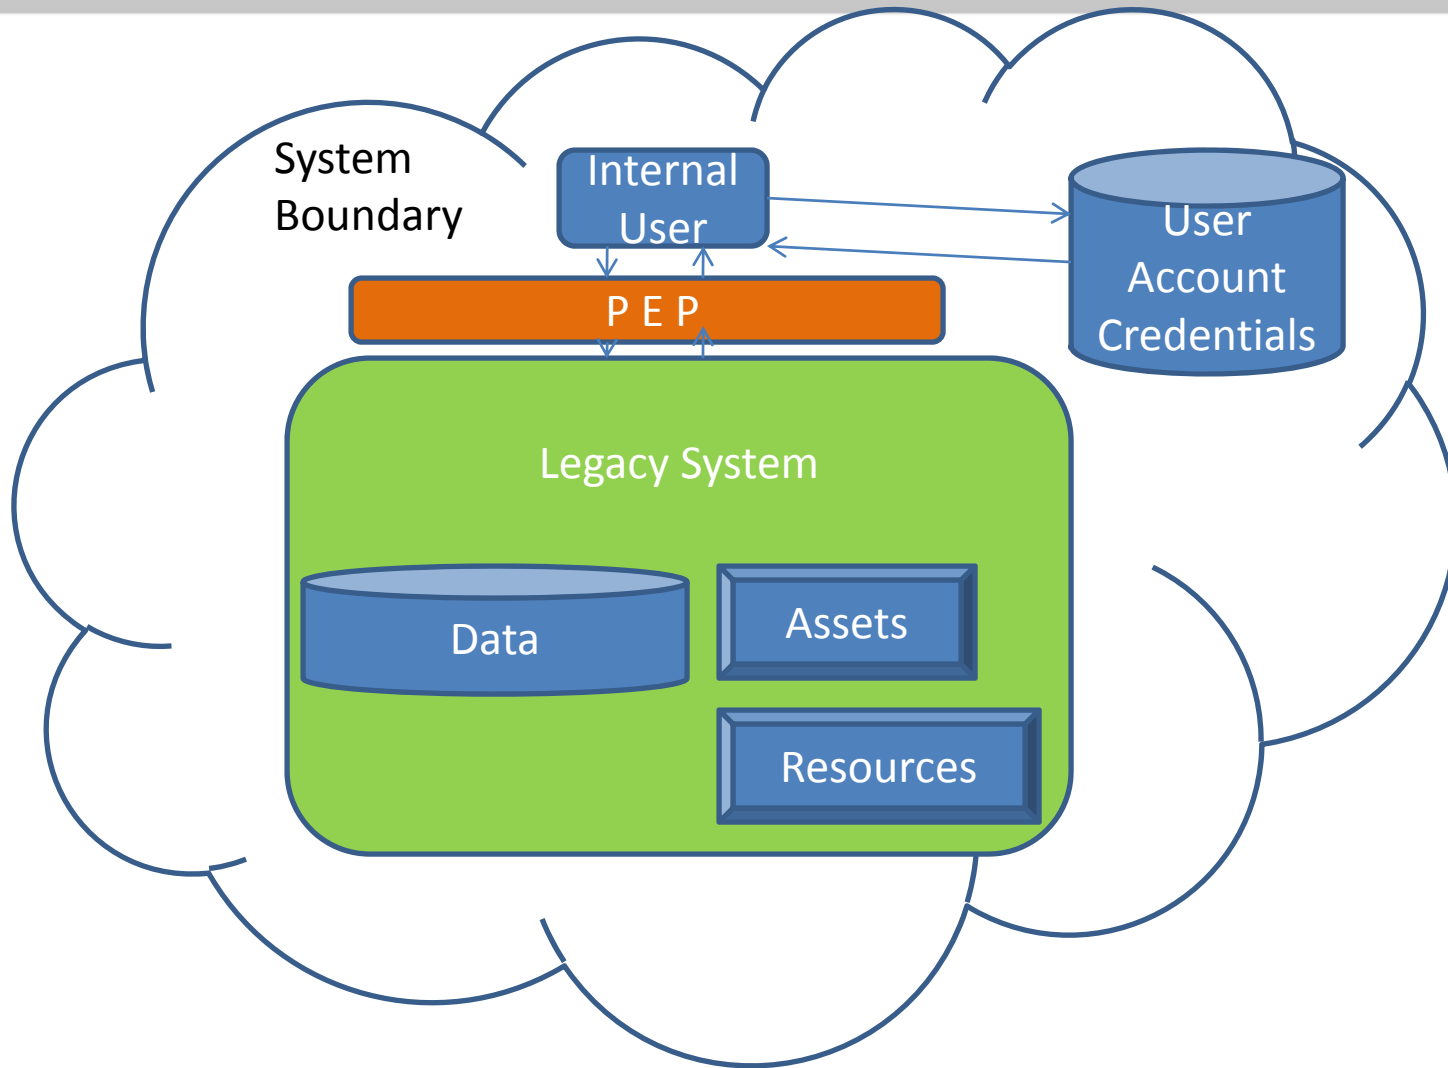 System
Boundary
Internal
User
User
Account
Credentials
P E P
Legacy System
Data
Assets
Resources